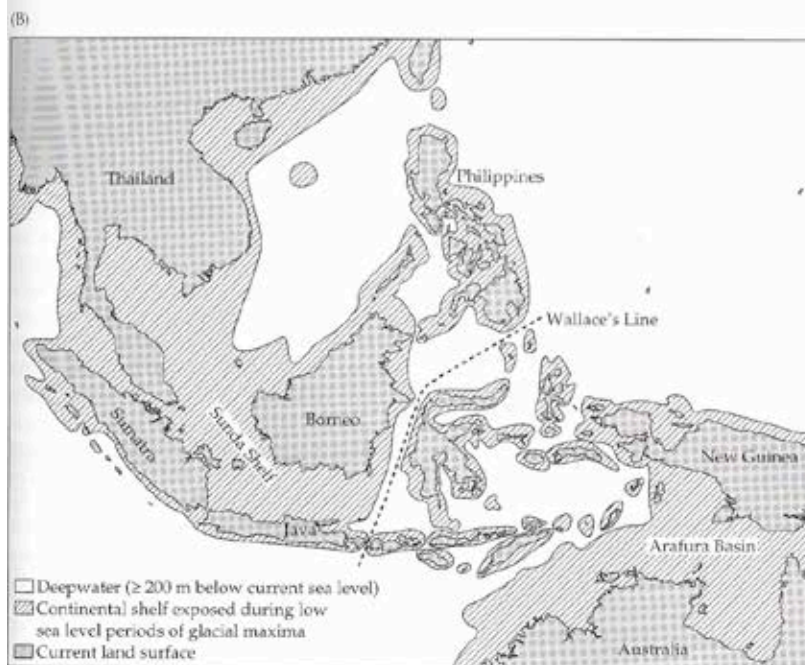 (B)
Thailand
Philippines
Wallace's Line
Sumatra
Sunda Shelf
Borneo
New Guinea
Java
Arafura Basin
Deepwater (≥ 200 m below current sea level)
Continental shelf exposed during low
sea level periods of glacial maxima
Current land surface
Australia